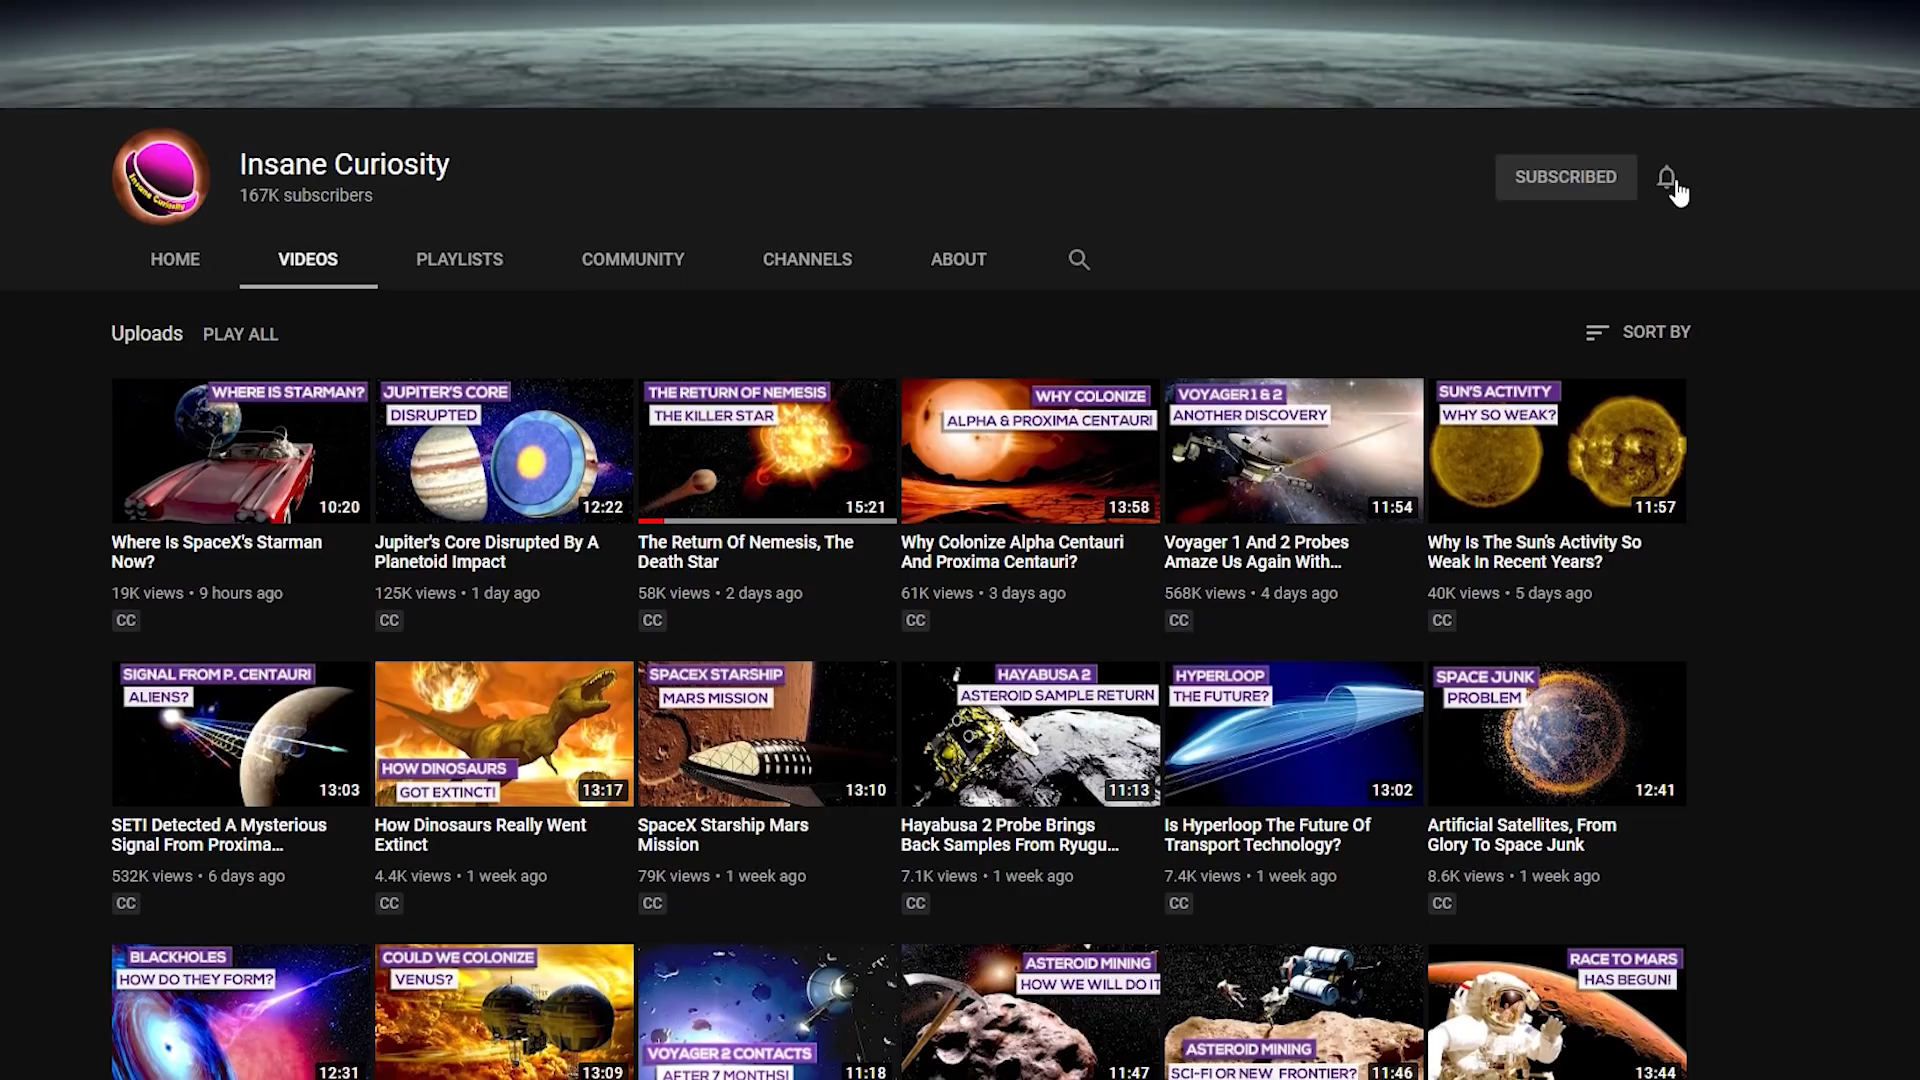 Insane Curiosity
Insane Curiosity
167K subscribers
SUBSCRIBED
HOME
VIDEOS
PLAYLISTS
COMMUNITY
CHANNELS
ABOUT
Uploads
PLAY ALL
SORT BY
WHERE IS STARMAN?
10:20
JUPITER'S CORE
DISRUPTED
12:22
THE RETURN OF NEMESIS
THE KILLER STAR
15:21
WHY COLONIZE
ALPHA & PROXIMA CENTAURI
13:58
VOYAGER 1 & 2
ANOTHER DISCOVERY
11:54
SUN'S ACTIVITY
WHY SO WEAK?
11:57
Where Is SpaceX's Starman
Now?
19K views • 9 hours ago
CC
Jupiter's Core Disrupted By A
Planetoid Impact
125K views • 1 day ago
CC
The Return Of Nemesis, The
Death Star
58K views • 2 days ago
CC
Why Colonize Alpha Centauri
And Proxima Centauri?
61K views • 3 days ago
CC
Voyager 1 And 2 Probes
Amaze Us Again With...
568K views • 4 days ago
CC
Why Is The Sun's Activity So
Weak In Recent Years?
40K views • 5 days ago
CC
SIGNAL FROM P. CENTAURI
ALIENS?
13:03
HOW DINOSAURS
GOT EXTINCT!
13:17
SPACEX STARSHIP
MARS MISSION
13:10
HAYABUSA 2
ASTEROID SAMPLE RETURN
11:13
HYPERLOOP
THE FUTURE?
13:02
SPACE JUNK
PROBLEM
12:41
SETI Detected A Mysterious
Signal From Proxima...
532K views • 6 days ago
CC
How Dinosaurs Really Went
Extinct
4.4K views • 1 week ago
CC
SpaceX Starship Mars
Mission
79K views • 1 week ago
CC
Hayabusa 2 Probe Brings
Back Samples From Ryugu...
7.1K views • 1 week ago
CC
Is Hyperloop The Future Of
Transport Technology?
7.4K views • 1 week ago
CC
Artificial Satellites, From
Glory To Space Junk
8.6K views • 1 week ago
CC
BLACKHOLES
HOW DO THEY FORM?
12:31
COULD WE COLONIZE
VENUS?
13:09
VOYAGER 2 CONTACTS
AFTER 7 MONTHS!
11:18
ASTEROID MINING
HOW WE WILL DO IT
11:47
ASTEROID MINING
SCI-FI OR NEW FRONTIER?
11:46
RACE TO MARS
HAS BEGUN!
13:44